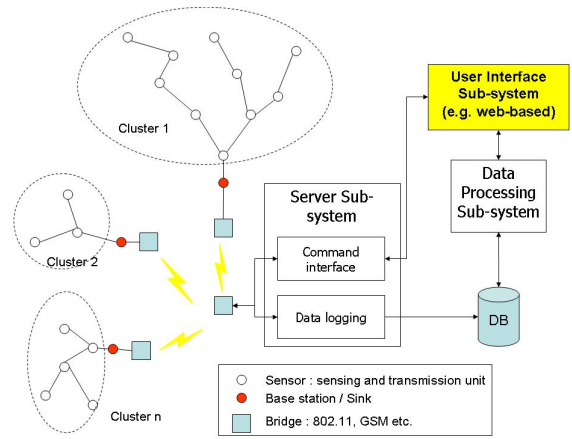 Cluster 1
User Interface
Sub-system
(e.g. web-based)
Data
Processing
Sub-system
Server Sub-
system
Command
interface
Cluster 2
Data logging
DB
Cluster n
Sensor : sensing and transmission unit
Base station / Sink
Bridge : 802.11, GSM etc.